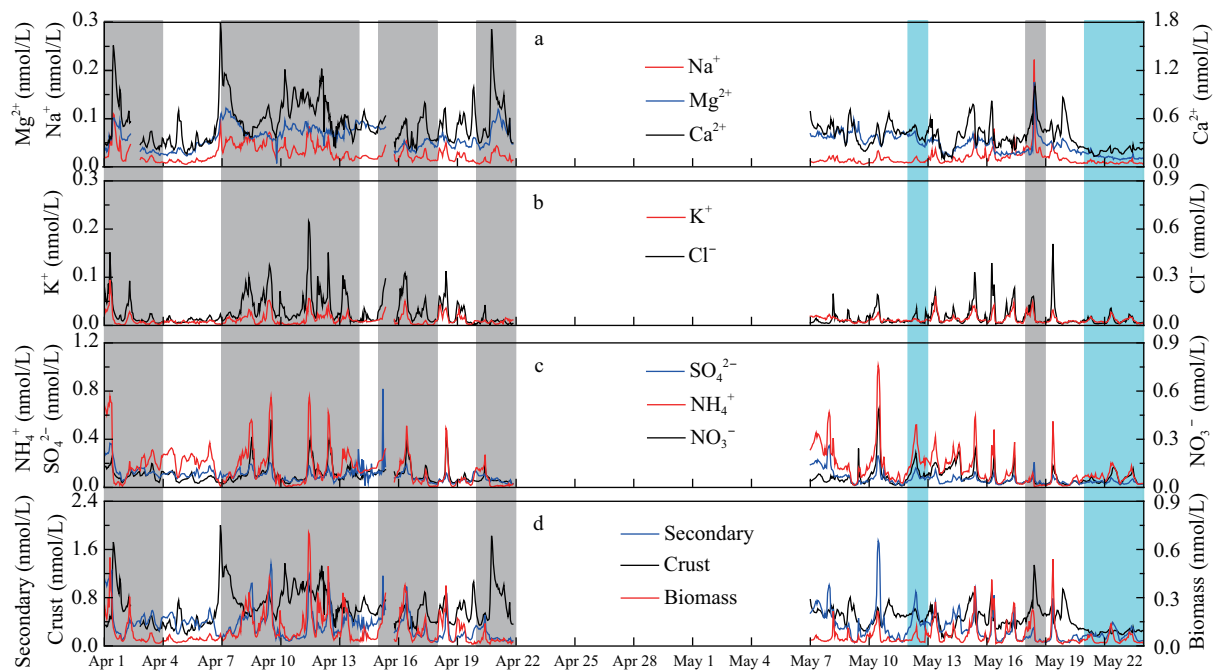 Mg²⁺ (nmol/L)
Na⁺ (nmol/L)
0.3
0.2
0.1
0.0
a
Na⁺
Mg²⁺
Ca²⁺
1.8
1.2
0.6
0.0
Ca²⁺ (nmol/L)
K⁺ (nmol/L)
0.3
0.2
0.1
0.0
b
K⁺
Cl⁻
0.9
0.6
0.3
0.0
Cl⁻ (nmol/L)
NH₄⁺ (nmol/L)
SO₄²⁻ (nmol/L)
1.2
0.8
0.4
0.0
c
SO₄²⁻
NH₄⁺
NO₃⁻
0.9
0.6
0.3
0.0
NO₃⁻ (nmol/L)
Secondary (nmol/L)
Crust (nmol/L)
2.4
1.6
0.8
0.0
d
Secondary
Crust
Biomass
0.9
0.6
0.3
0.0
Biomass (nmol/L)
Apr 1 Apr 4 Apr 7 Apr 10 Apr 13 Apr 16 Apr 19 Apr 22 Apr 25 Apr 28 May 1 May 4 May 7 May 10 May 13 May 16 May 19 May 22